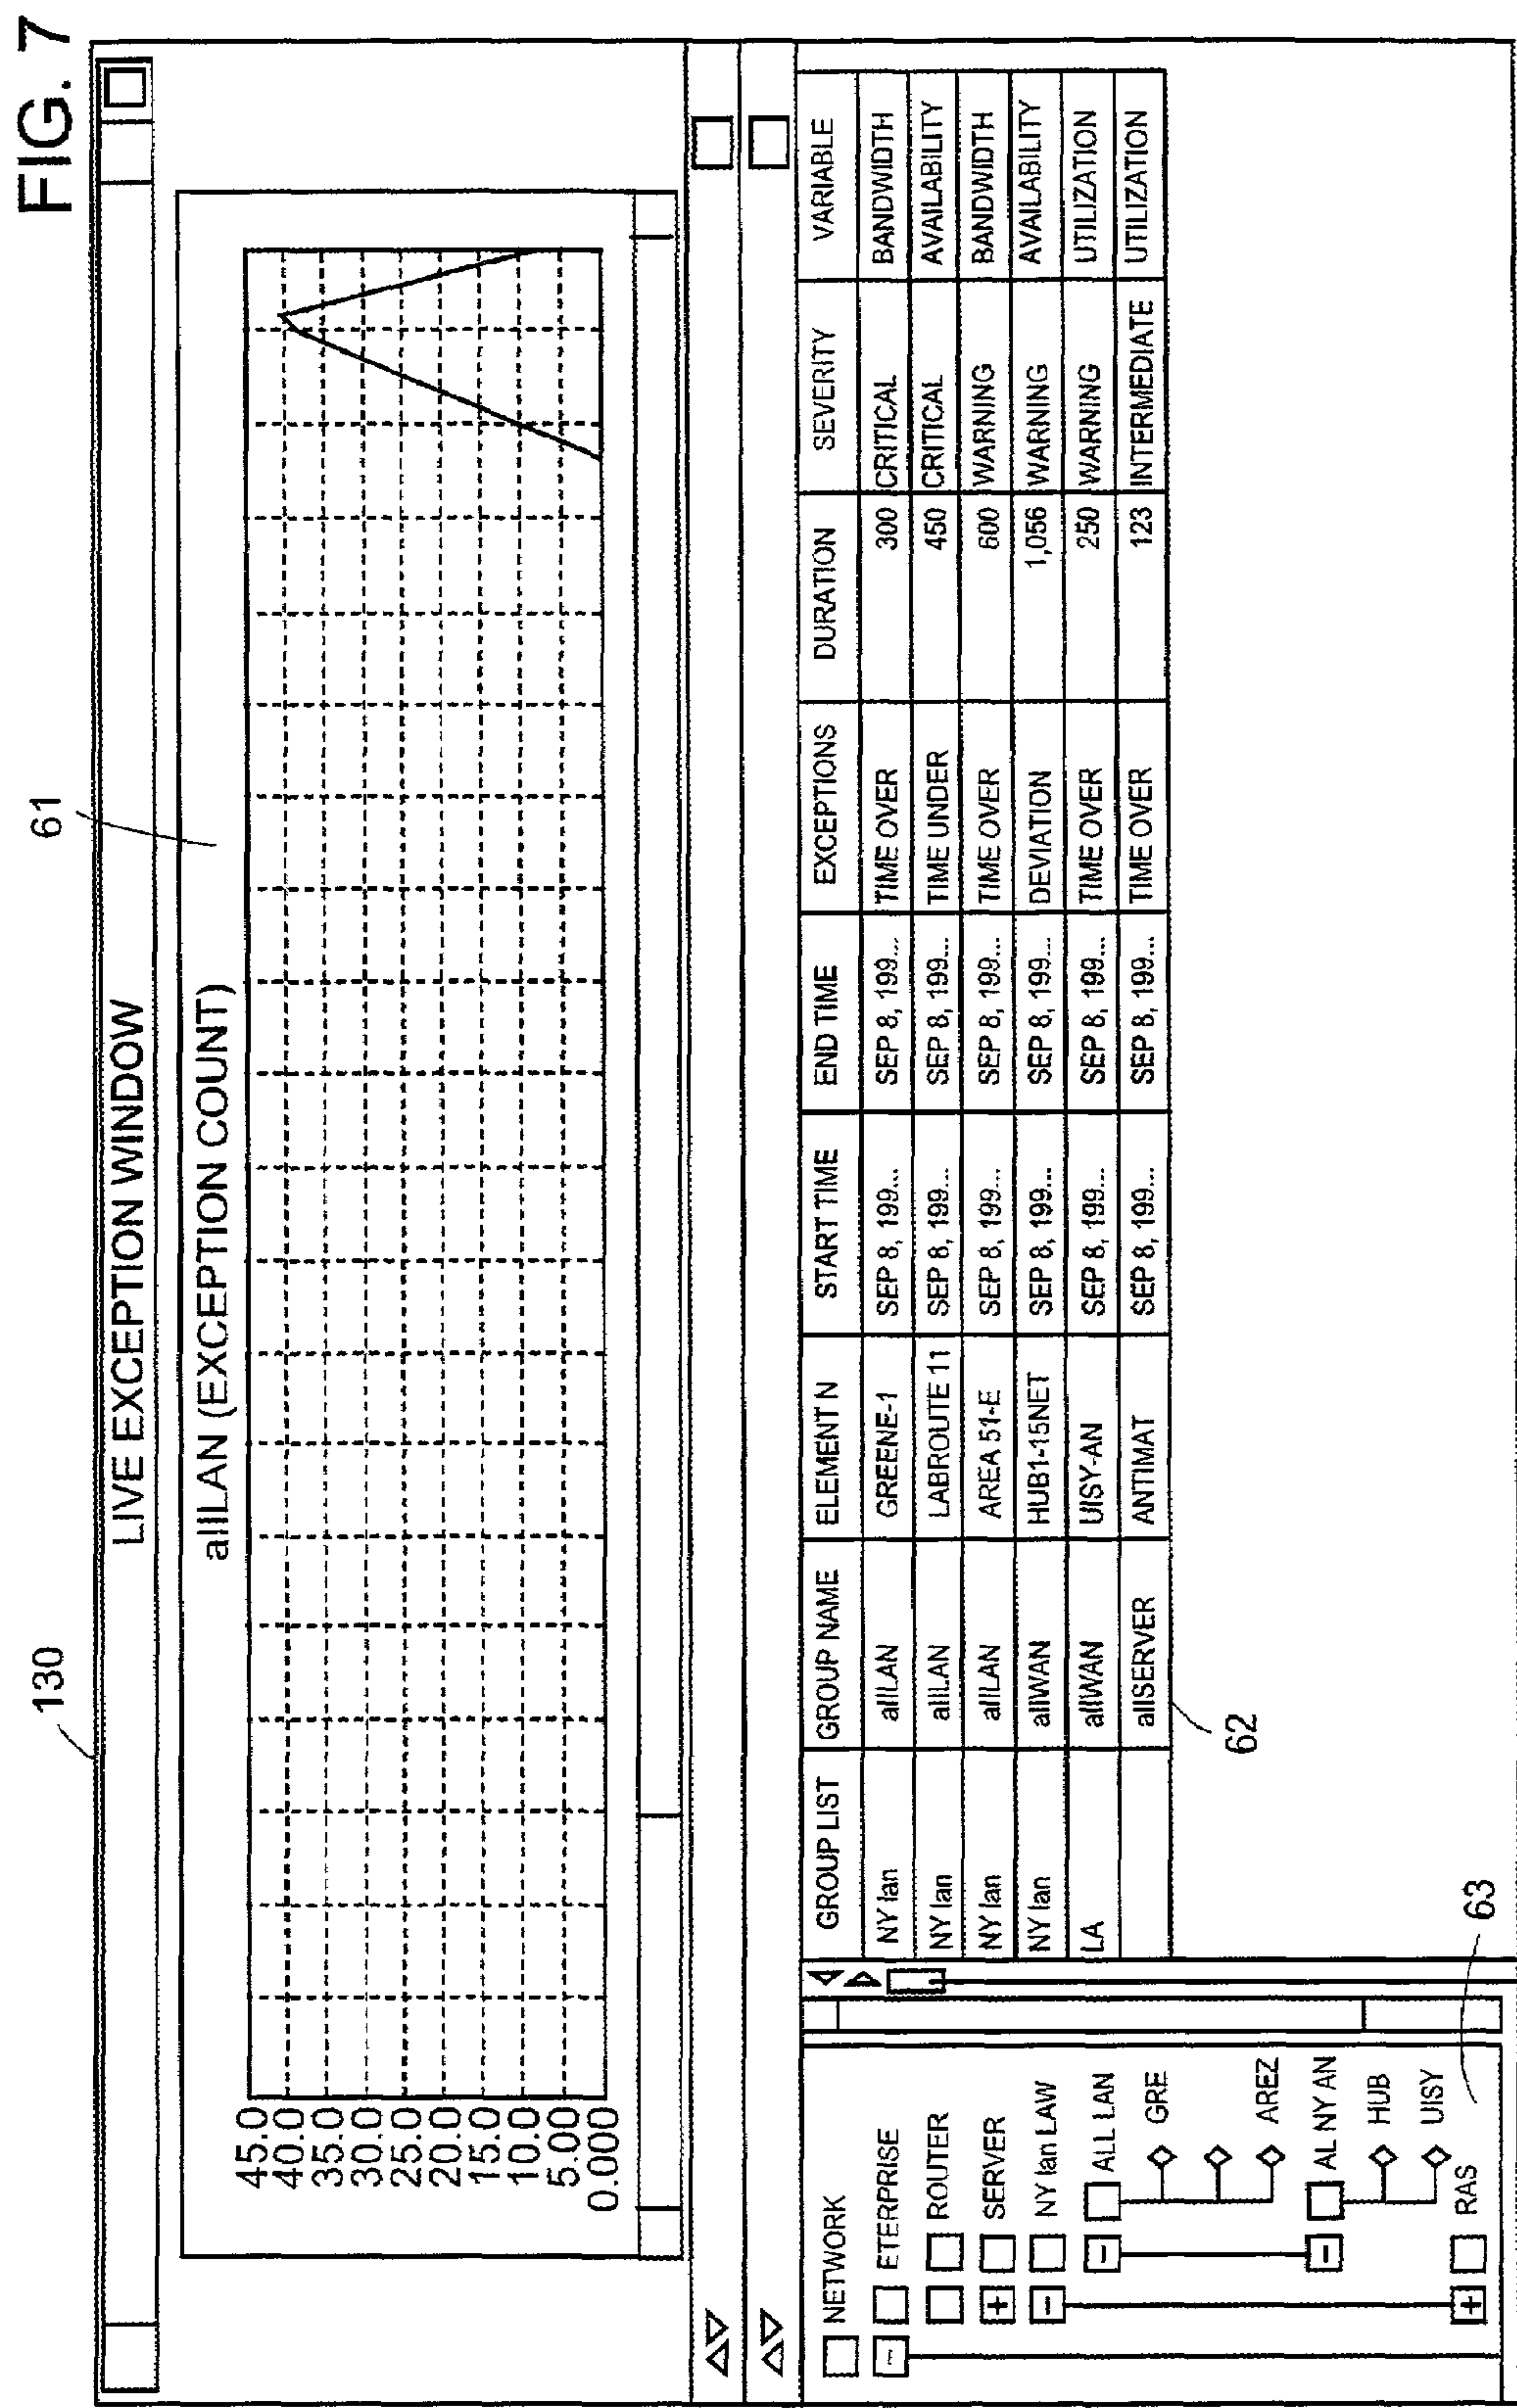 FIG. 7
130
61
LIVE EXCEPTION WINDOW
allLAN (EXCEPTION COUNT)
45.0
40.0
35.0
30.0
25.0
20.0
15.0
10.0
5.00
0.000
NETWORK
ETERPRISE
ROUTER
SERVER
NY lan LAW
ALL LAN
GRE
AREZ
AL NY AN
HUB
UISY
RAS
63
GROUP LIST GROUP NAME ELEMENT N START TIME END TIME EXCEPTIONS DURATION SEVERITY VARIABLE
NY lan allLAN GREENE-1 SEP 8, 199... SEP 8, 199... TIME OVER 300 CRITICAL BANDWIDTH
NY lan allLAN LABROUTE 11 SEP 8, 199... SEP 8, 199... TIME UNDER 450 CRITICAL AVAILABILITY
NY lan allLAN AREA 51-E SEP 8, 199... SEP 8, 199... TIME OVER 600 WARNING BANDWIDTH
NY lan allWAN HUB1-15NET SEP 8, 199... SEP 8, 199... DEVIATION 1,056 WARNING AVAILABILITY
LA allWAN UISY-AN SEP 8, 199... SEP 8, 199... TIME OVER 250 WARNING UTILIZATION
allSERVER ANTIMAT SEP 8, 199... SEP 8, 199... TIME OVER 123 INTERMEDIATE UTILIZATION
62